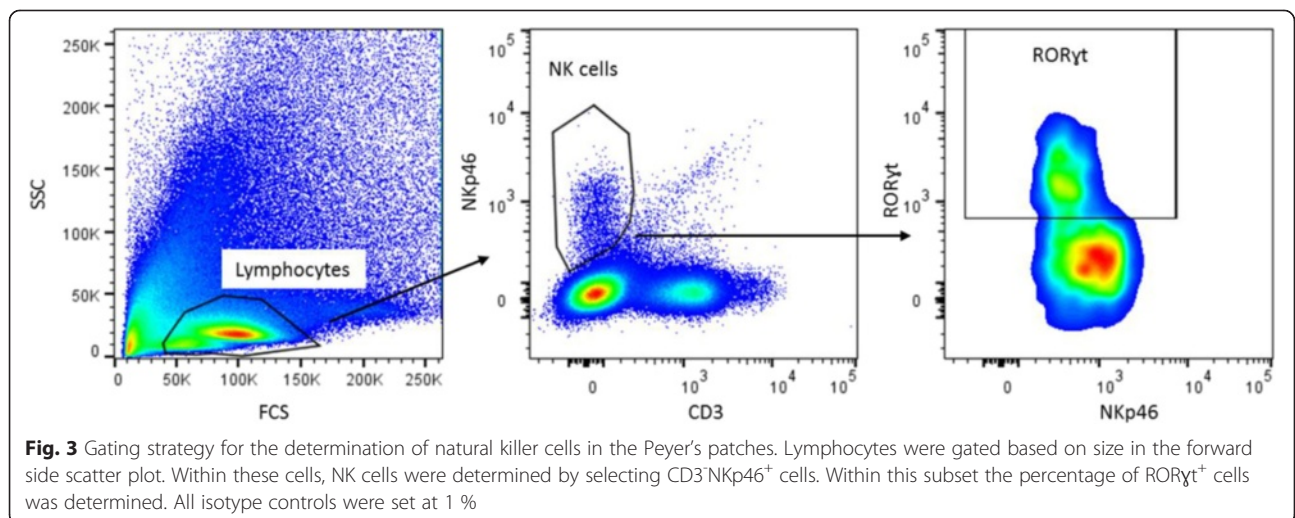 250K
200K
150K
100K
50K
0
SSC
Lymphocytes
0 50K 100K 150K 200K 250K
FCS
10^5
10^4
10^3
0
NKp46
NK cells
0 10^3 10^4 10^5
CD3
10^5
10^4
10^3
0
RORɣt
RORɣt
0 10^3 10^4 10^5
NKp46
Fig. 3 Gating strategy for the determination of natural killer cells in the Peyer’s patches. Lymphocytes were gated based on size in the forward
side scatter plot. Within these cells, NK cells were determined by selecting CD3⁻NKp46⁺ cells. Within this subset the percentage of RORɣt⁺ cells
was determined. All isotype controls were set at 1 %